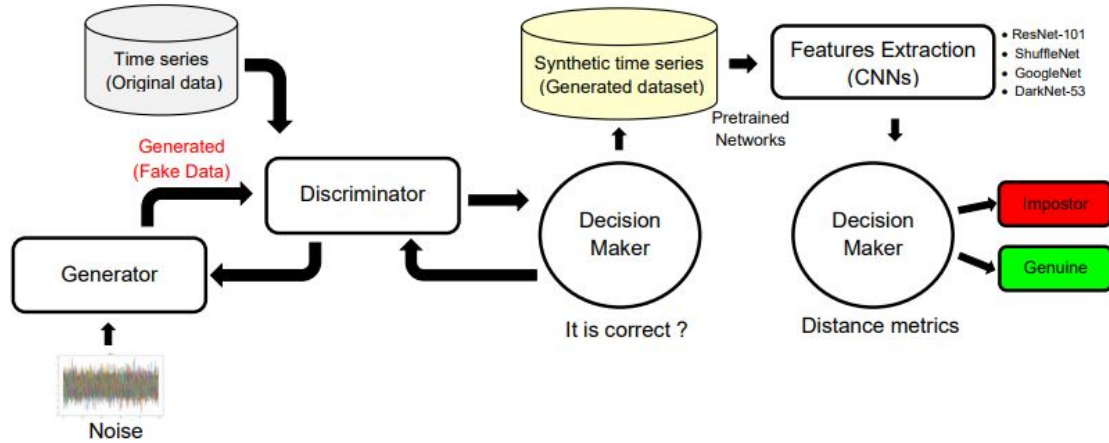 Time series
(Original data)
Generated
(Fake Data)
Generator
Noise
Discriminator
Decision
Maker
It is correct ?
Synthetic time series
(Generated dataset)
Pretrained
Networks
Features Extraction
(CNNs)
• ResNet-101
• ShuffleNet
• GoogleNet
• DarkNet-53
Decision
Maker
Distance metrics
Impostor
Genuine